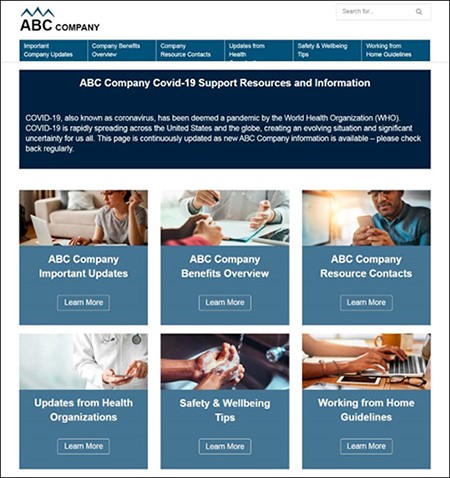 ABC COMPANY
Search for...
Important
Company Updates
Company Benefits
Overview
Company
Resource Contacts
Updates from
Health
Safety & Wellbeing
Tips
Working from
Home Guidelines
ABC Company Covid-19 Support Resources and Information
COVID-19, also known as coronavirus, has been deemed a pandemic by the World Health Organization (WHO).
COVID-19 is rapidly spreading across the United States and the globe, creating an evolving situation and significant
uncertainty for us all. This page is continuously updated as new ABC Company information is available – please check
back regularly.
ABC Company
Important Updates
Learn More
ABC Company
Benefits Overview
Learn More
ABC Company
Resource Contacts
Learn More
Updates from Health
Organizations
Learn More
Safety & Wellbeing
Tips
Learn More
Working from Home
Guidelines
Learn More